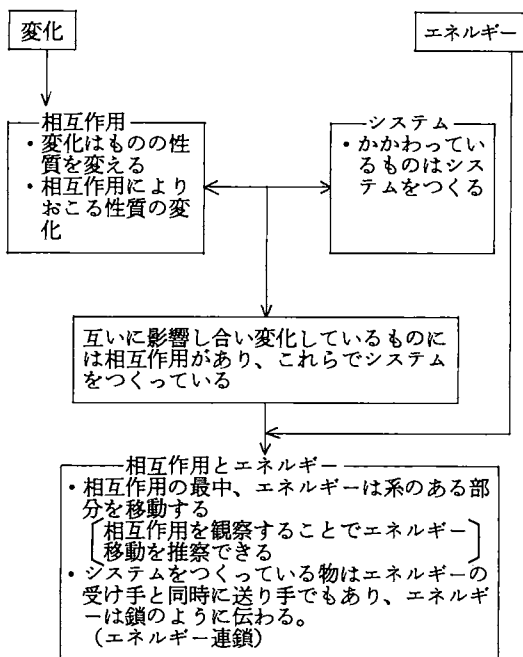 変化
エネルギー
相互作用
・変化はものの性
質を変える
・相互作用により
おこる性質の変
化
システム
・かかわってい
るものはシス
テムをつくる
互いに影響し合い変化しているものに
は相互作用があり、これらでシステム
をつくっている
相互作用とエネルギー
・相互作用の最中、エネルギーは系のある部
分を移動する
〔相互作用を観察することでエネルギー
移動を推察できる〕
・システムをつくっている物はエネルギーの
受け手と同時に送り手でもあり、エネルギ
ーは鎖のように伝わる。
(エネルギー連鎖)